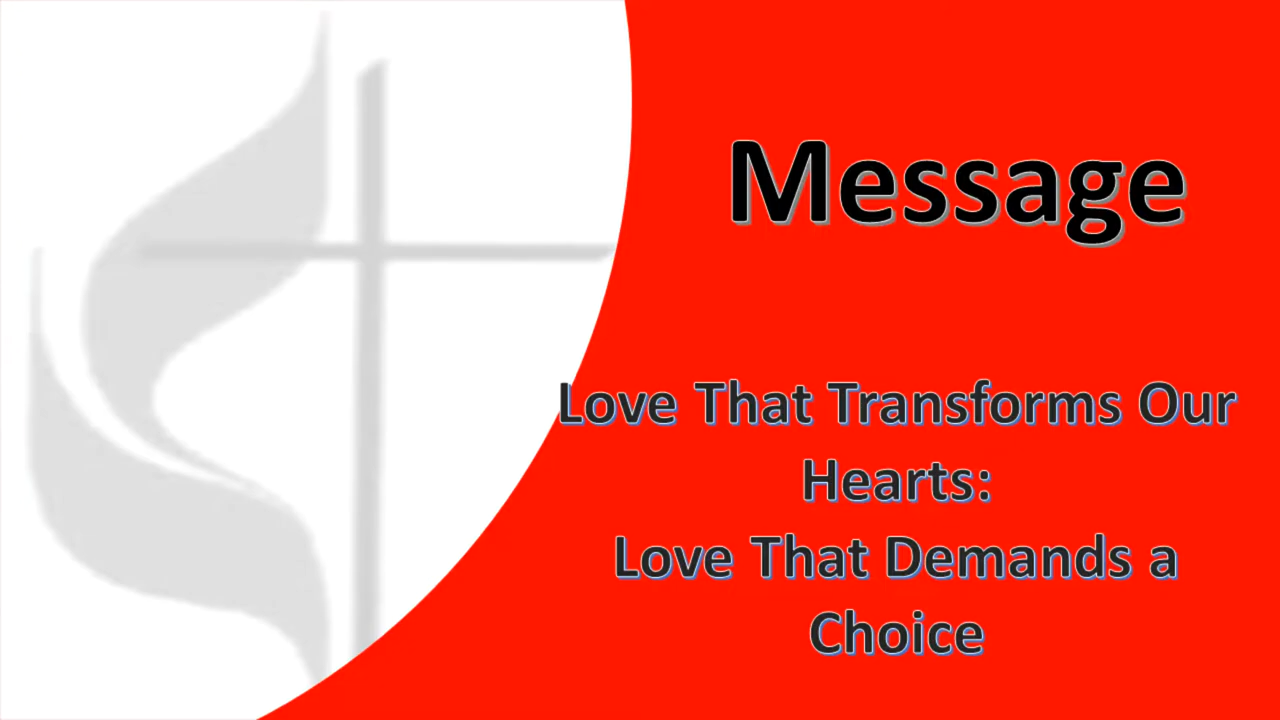 Message
Love That Transforms Our
Hearts:
Love That Demands a
Choice